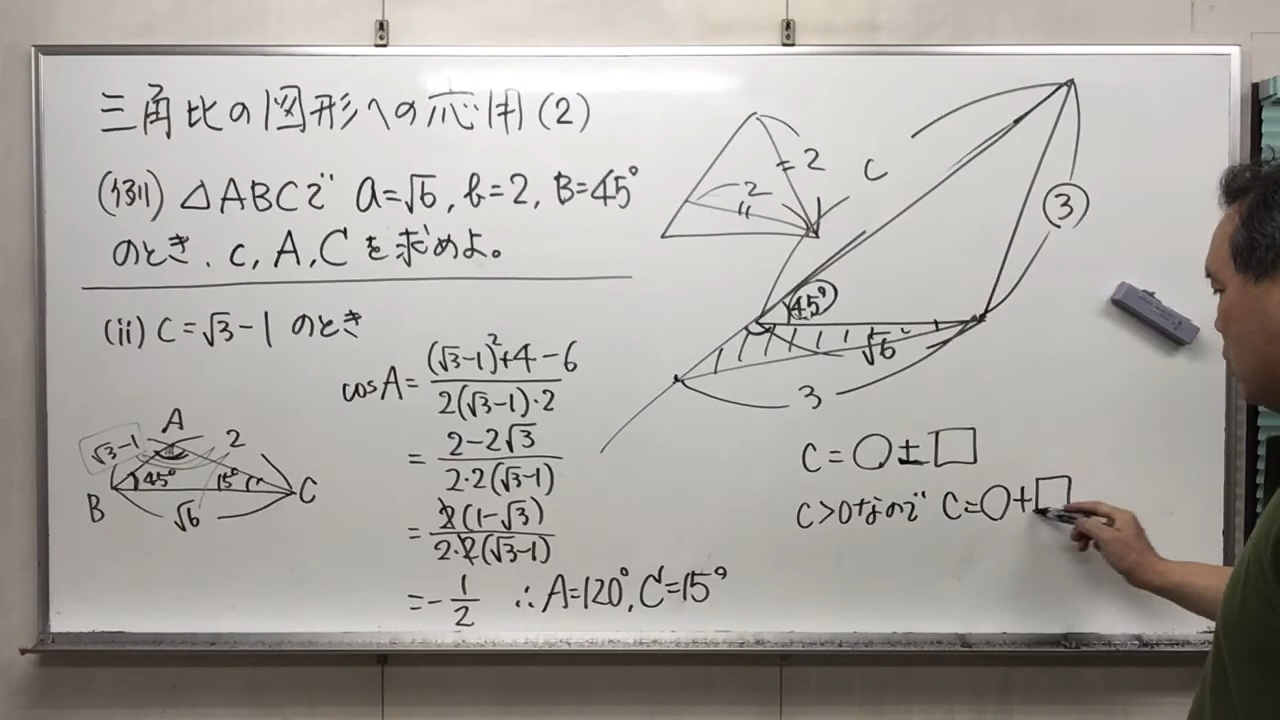 三角比の図形への応用(2)
(例) △ABCで a=√6, b=2, B=45°
のとき、c, A, C を求めよ。
(ii) c=√3-1 のとき
cosA = (√3-1)²+4-6 / 2(√3-1)・2
= 2-2√3 / 2・2(√3-1)
= 2(1-√3) / 2・2(√3-1)
= -1/2 ∴ A=120°, C=15°
A
√3-1
2
45°
15°
B
C
√6
=2
2
=
c
3
45°
√6
3
c=○±□
c>0なので c=○+□